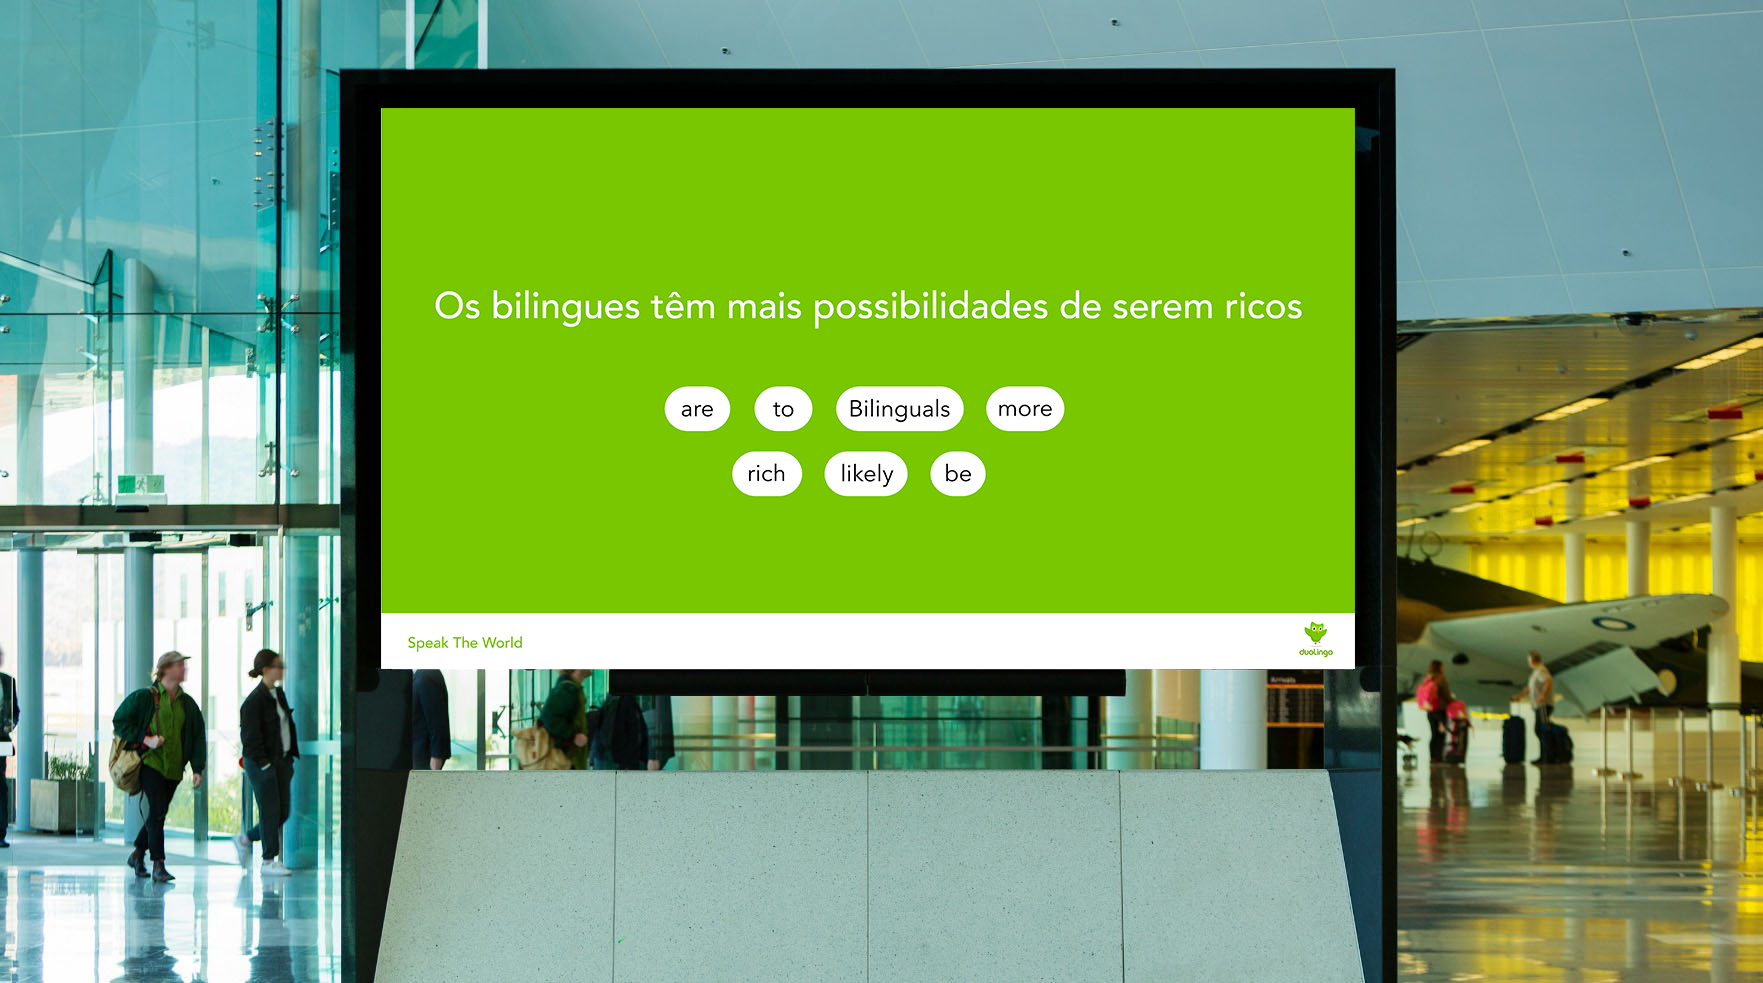 Os bilingues têm mais possibilidades de serem ricos
are to Bilinguals more
rich likely be
Speak The World
duolingo
Arrivals